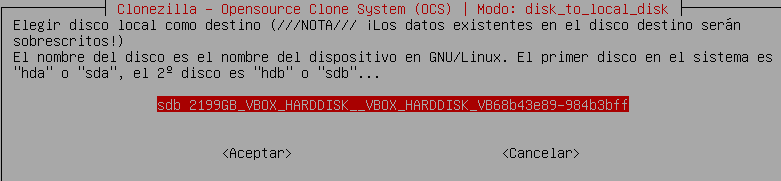 Clonezilla - Opensource Clone System (OCS) | Modo: disk_to_local_disk
Elegir disco local como destino (///NOTA/// ¡Los datos existentes en el disco destino serán
sobrescritos!)
El nombre del disco es el nombre del dispositivo en GNU/Linux. El primer disco en el sistema es
"hda" o "sda", el 2º disco es "hdb" o "sdb"...
sdb 2199GB_VBOX_HARDDISK__VBOX_HARDDISK_VB68b43e89-984b3bff
<Aceptar> <Cancelar>